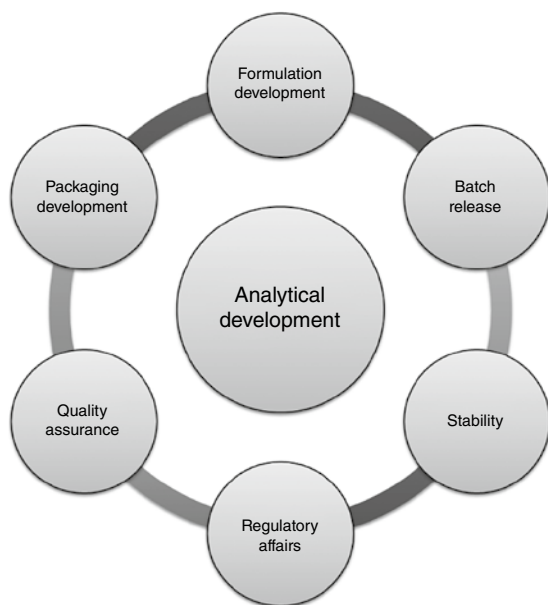 Formulation
development
Packaging
development
Batch
release
Analytical
development
Quality
assurance
Stability
Regulatory
affairs